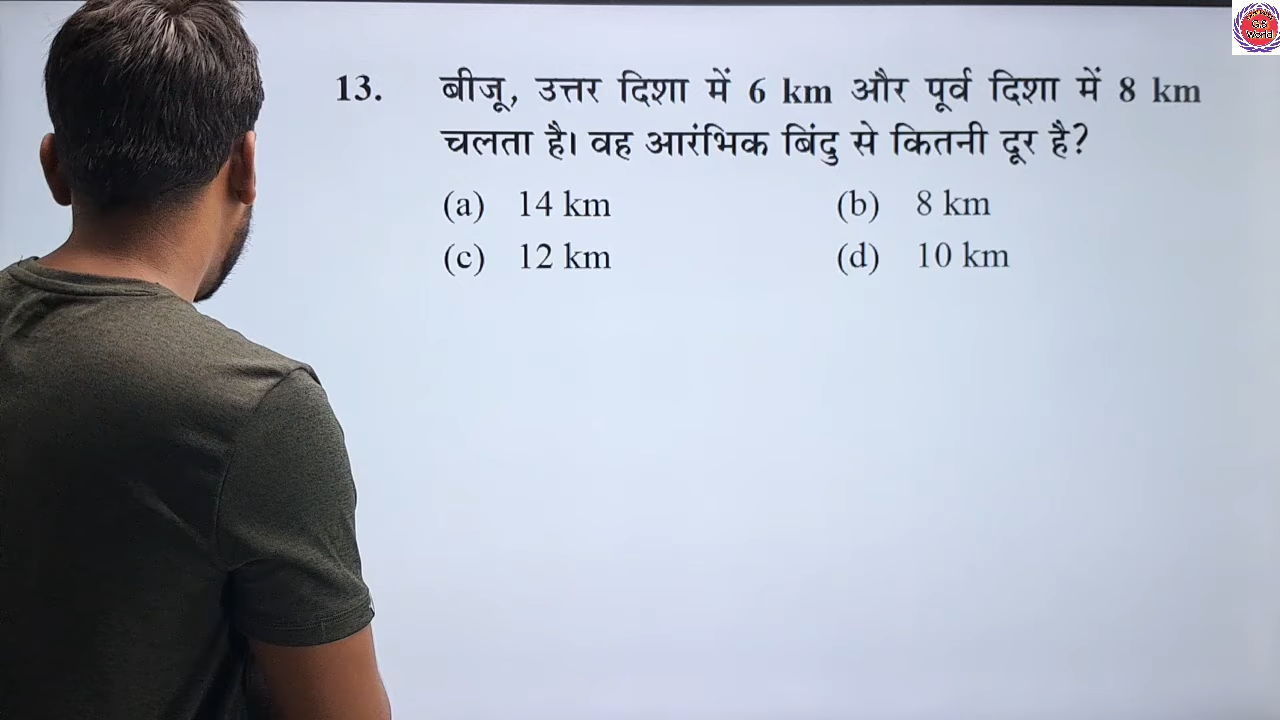 13. बीजू, उत्तर दिशा में 6 km और पूर्व दिशा में 8 km
चलता है। वह आरंभिक बिंदु से कितनी दूर है?
(a) 14 km (b) 8 km
(c) 12 km (d) 10 km
World